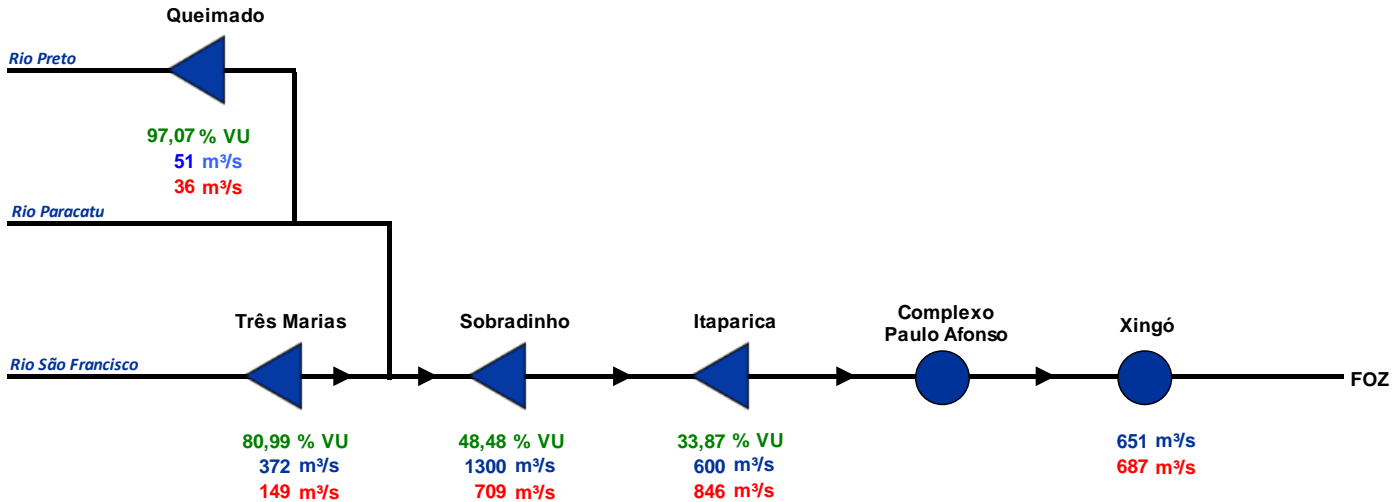 Queimado
Rio Preto
97,07 % VU
51 m³/s
36 m³/s
Rio Paracatu
Três Marias
Sobradinho
Itaparica
Complexo
Paulo Afonso
Xingó
Rio São Francisco
FOZ
80,99 % VU
372 m³/s
149 m³/s
48,48 % VU
1300 m³/s
709 m³/s
33,87 % VU
600 m³/s
846 m³/s
651 m³/s
687 m³/s